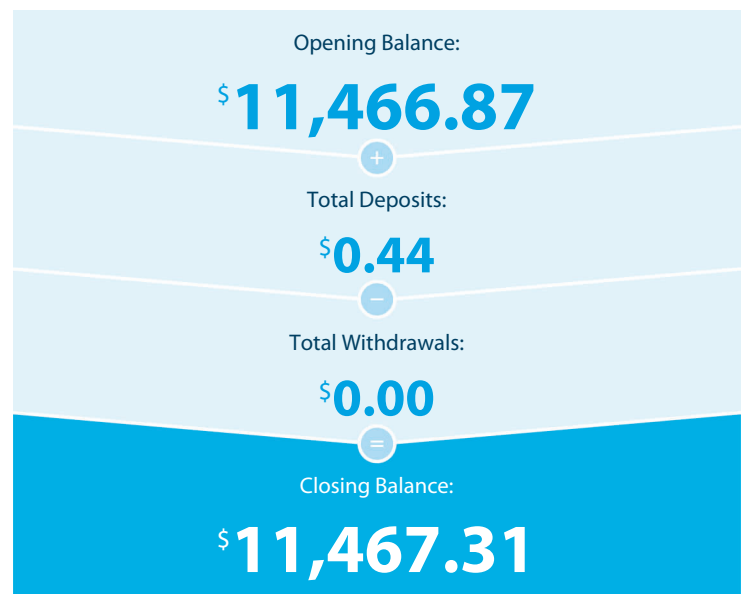 Opening Balance:
$11,466.87
+
Total Deposits:
$0.44
−
Total Withdrawals:
$0.00
=
Closing Balance:
$11,467.31